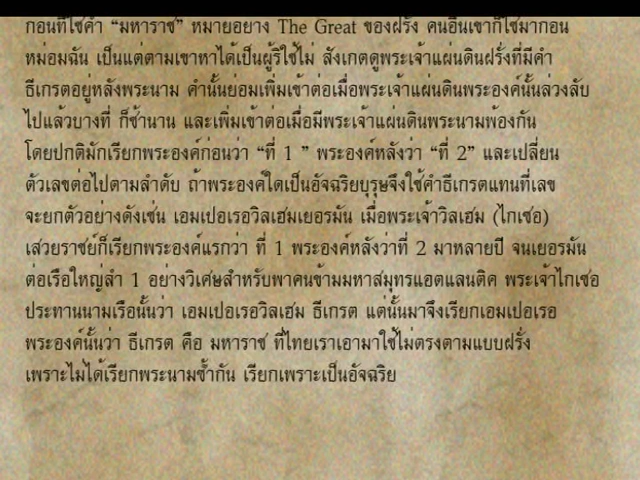 ก่อนที่ใช้คำ “มหาราช” หมายอย่าง The Great ของฝรั่ง คนอื่นเขาก็ใช้มาก่อน
หม่อมฉัน เป็นแต่ตามเขาหาได้เป็นผู้ริใช้ไม่ สังเกตดูพระเจ้าแผ่นดินฝรั่งที่มีคำ
ธีเกรตอยู่หลังพระนาม คำนั้นย่อมเพิ่มเข้าต่อเมื่อพระเจ้าแผ่นดินพระองค์นั้นล่วงลับ
ไปแล้วบางที ก็ช้านาน และเพิ่มเข้าต่อเมื่อมีพระเจ้าแผ่นดินพระนามพ้องกัน
โดยปกติมักเรียกพระองค์ก่อนว่า “ที่ 1 ” พระองค์หลังว่า “ที่ 2” และเปลี่ยน
ตัวเลขต่อไปตามลำดับ ถ้าพระองค์ใดเป็นอัจฉริยบุรุษจึงใช้คำธีเกรตแทนที่เลข
จะยกตัวอย่างดังเช่น เอมเปอเรอวิลเฮมเยอรมัน เมื่อพระเจ้าวิลเฮม (ไกเซอ)
เสวยราชย์ก็เรียกพระองค์แรกว่า ที่ 1 พระองค์หลังว่าที่ 2 มาหลายปี จนเยอรมัน
ต่อเรือใหญ่ลำ 1 อย่างวิเศษสำหรับพาคนข้ามมหาสมุทรแอตแลนติค พระเจ้าไกเซอ
ประทานนามเรือนั้นว่า เอมเปอเรอวิลเฮม ธีเกรต แต่นั้นมาจึงเรียกเอมเปอเรอ
พระองค์นั้นว่า ธีเกรต คือ มหาราช ที่ไทยเราเอามาใช้ไม่ตรงตามแบบฝรั่ง
เพราะไม่ได้เรียกพระนามซ้ำกัน เรียกเพราะเป็นอัจฉริย